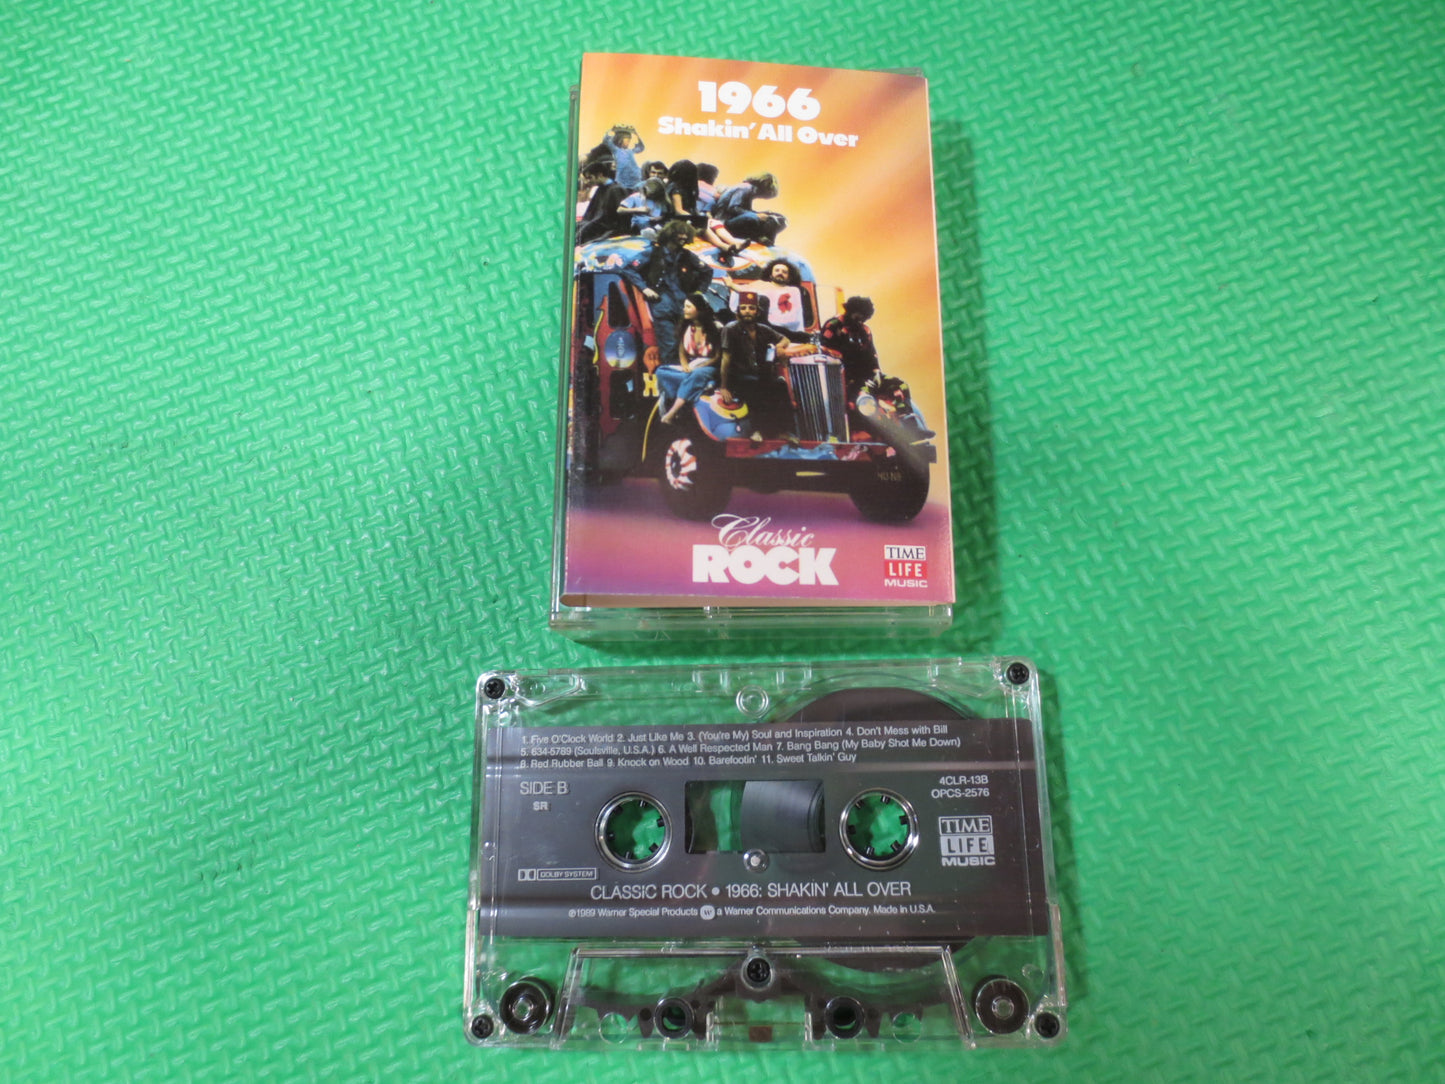 1966
Shakin' All Over
Classic
ROCK
TIME
LIFE
MUSIC
1. Five O'Clock World 2. Just Like Me 3. (You're My) Soul and Inspiration 4. Don't Mess with Bill
5. 634-5789 (Soulsville, U.S.A.) 6. A Well Respected Man 7. Bang Bang (My Baby Shot Me Down)
8. Red Rubber Ball 9. Knock on Wood 10. Barefootin' 11. Sweet Talkin' Guy
SIDE B
SR
4CLR-13B
OPCS-2576
TIME
LIFE
MUSIC
DOLBY SYSTEM
CLASSIC ROCK • 1966: SHAKIN' ALL OVER
℗1989 Warner Special Products W a Warner Communications Company. Made in U.S.A.